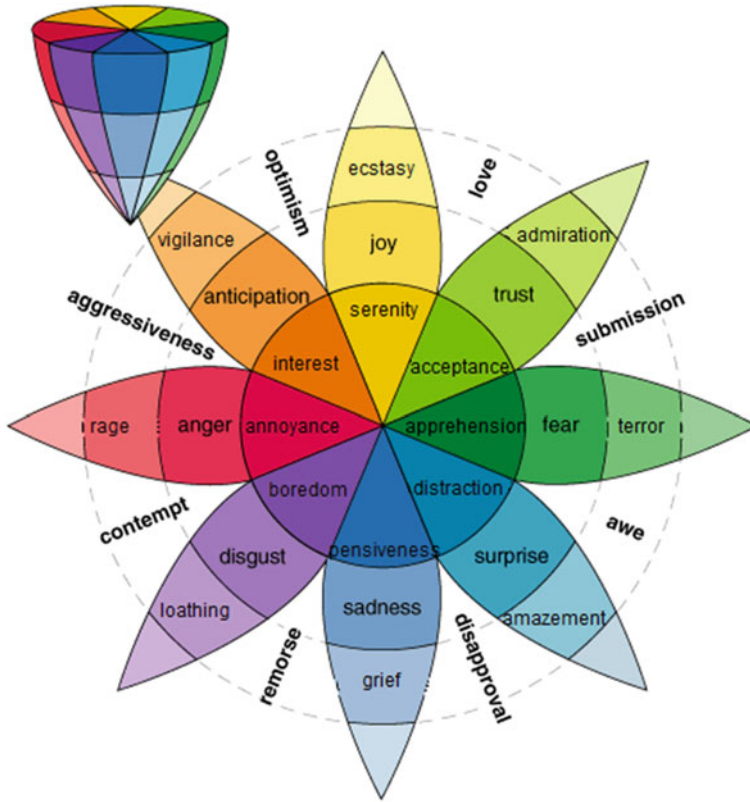 optimism
ecstasy
love
vigilance
admiration
joy
anticipation
trust
aggressiveness
serenity
submission
interest
acceptance
rage
anger
annoyance
apprehension
fear
terror
boredom
distraction
contempt
awe
pensiveness
disgust
surprise
loathing
sadness
amazement
remorse
grief
disapproval